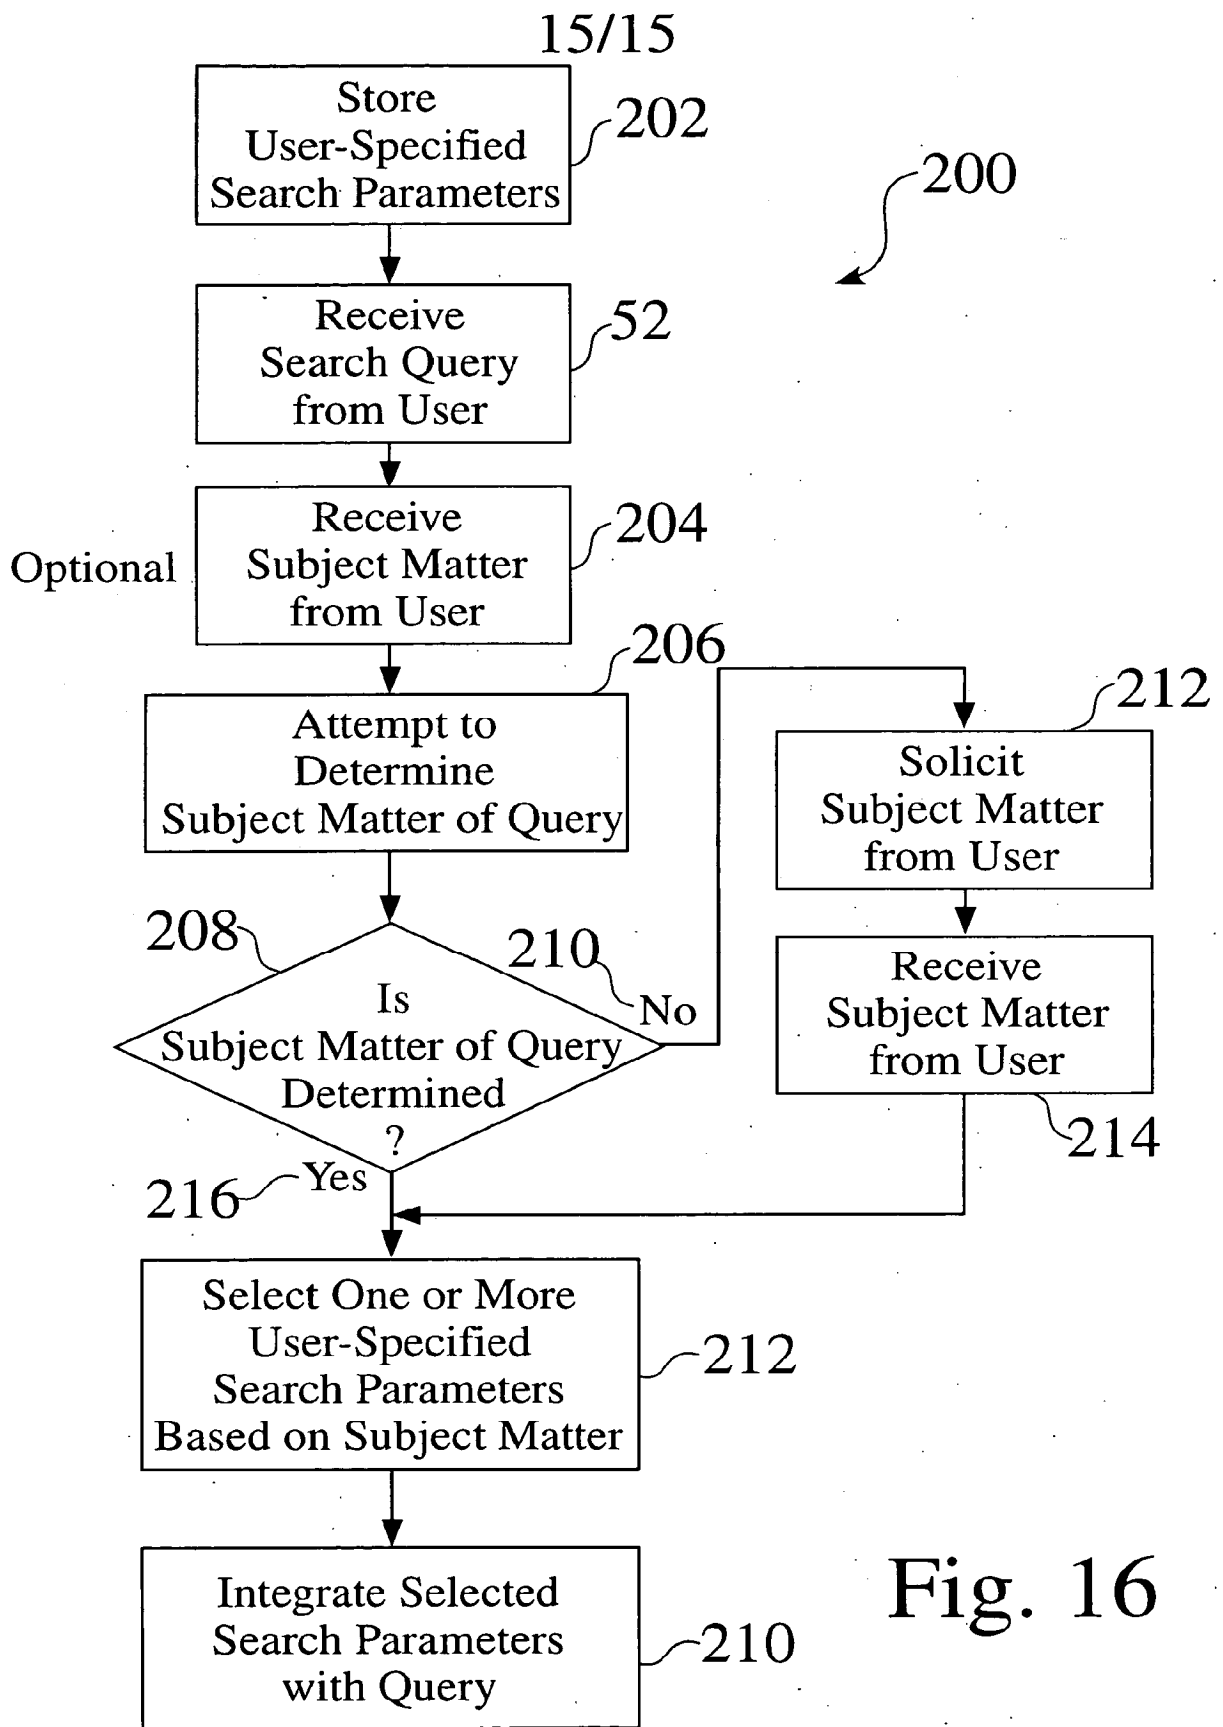 15/15
Store
User-Specified
Search Parameters
202
200
Receive
Search Query
from User
52
Optional
Receive
Subject Matter
from User
204
Attempt to
Determine
Subject Matter of Query
206
212
Solicit
Subject Matter
from User
208
210
Is
Subject Matter of Query
Determined
?
No
Receive
Subject Matter
from User
214
216
Yes
Select One or More
User-Specified
Search Parameters
Based on Subject Matter
212
Integrate Selected
Search Parameters
with Query
210
Fig. 16